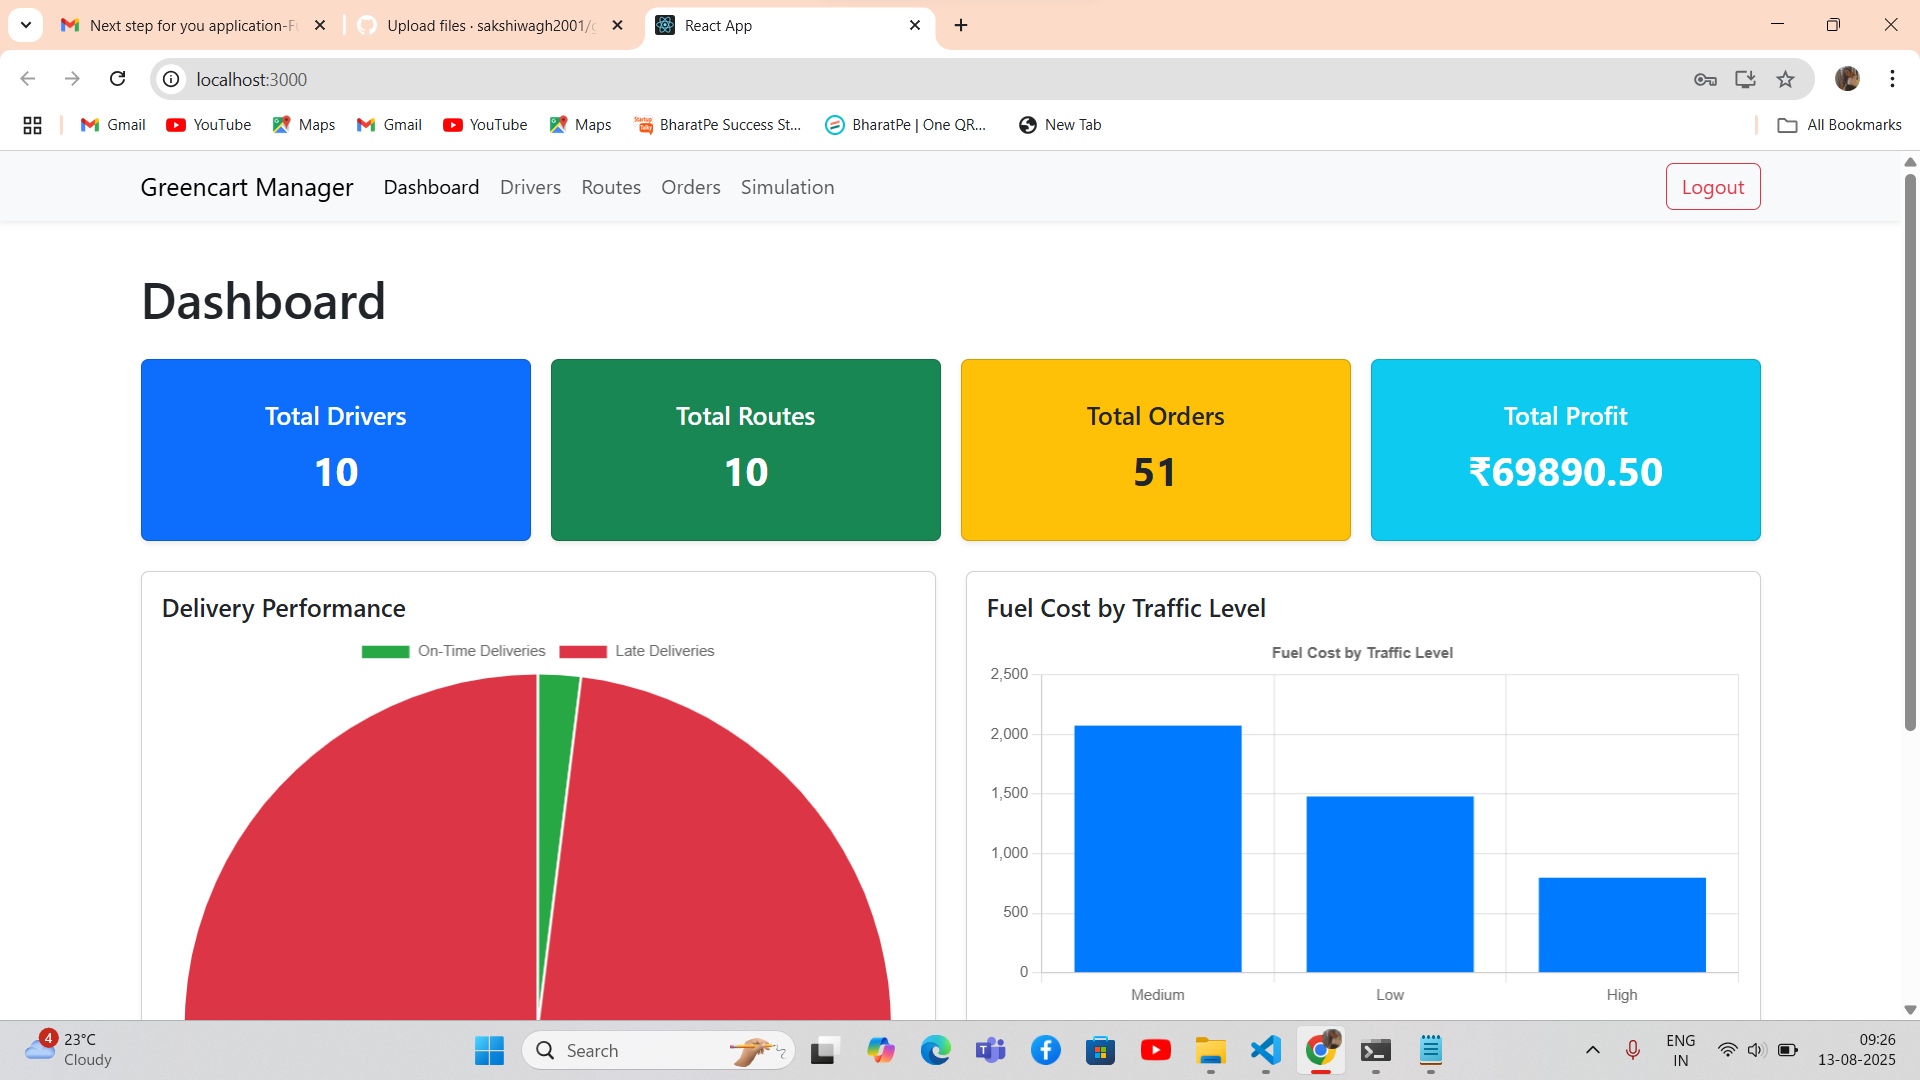 Next step for you application-F
Upload files · sakshiwagh2001/g
React App
localhost:3000
Gmail
YouTube
Maps
Gmail
YouTube
Maps
StartupTalky
BharatPe Success St...
BharatPe | One QR...
New Tab
All Bookmarks
Greencart Manager
Dashboard
Drivers
Routes
Orders
Simulation
Logout
Dashboard
Total Drivers
10
Total Routes
10
Total Orders
51
Total Profit
₹69890.50
Delivery Performance
On-Time Deliveries
Late Deliveries
Fuel Cost by Traffic Level
Fuel Cost by Traffic Level
2,500
2,000
1,500
1,000
500
0
Medium
Low
High
4
23°C
Cloudy
Search
ENG
IN
09:26
13-08-2025